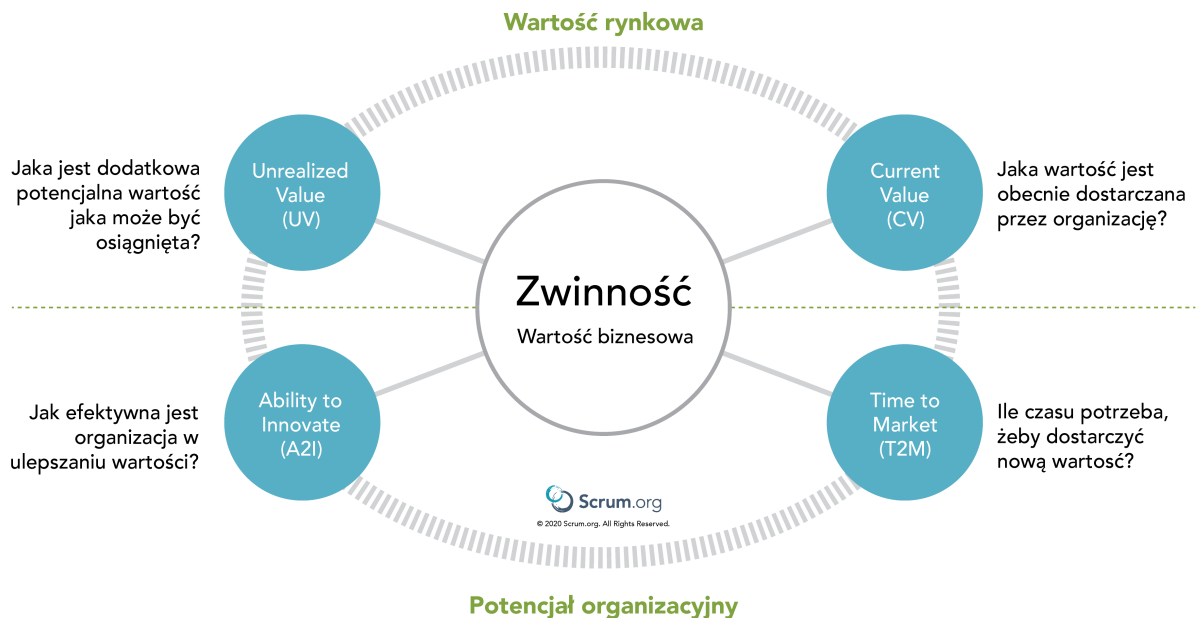 Wartość rynkowa
Jaka jest dodatkowa
potencjalna wartość
jaka może być
osiągnięta?
Unrealized
Value
(UV)
Current
Value
(CV)
Jaka wartość jest
obecnie dostarczana
przez organizację?
Zwinność
Wartość biznesowa
Jak efektywna jest
organizacja w
ulepszaniu wartości?
Ability to
Innovate
(A2I)
Time to
Market
(T2M)
Ile czasu potrzeba,
żeby dostarczyć
nową wartosć?
Scrum.org
© 2020 Scrum.org. All Rights Reserved.
Potencjał organizacyjny